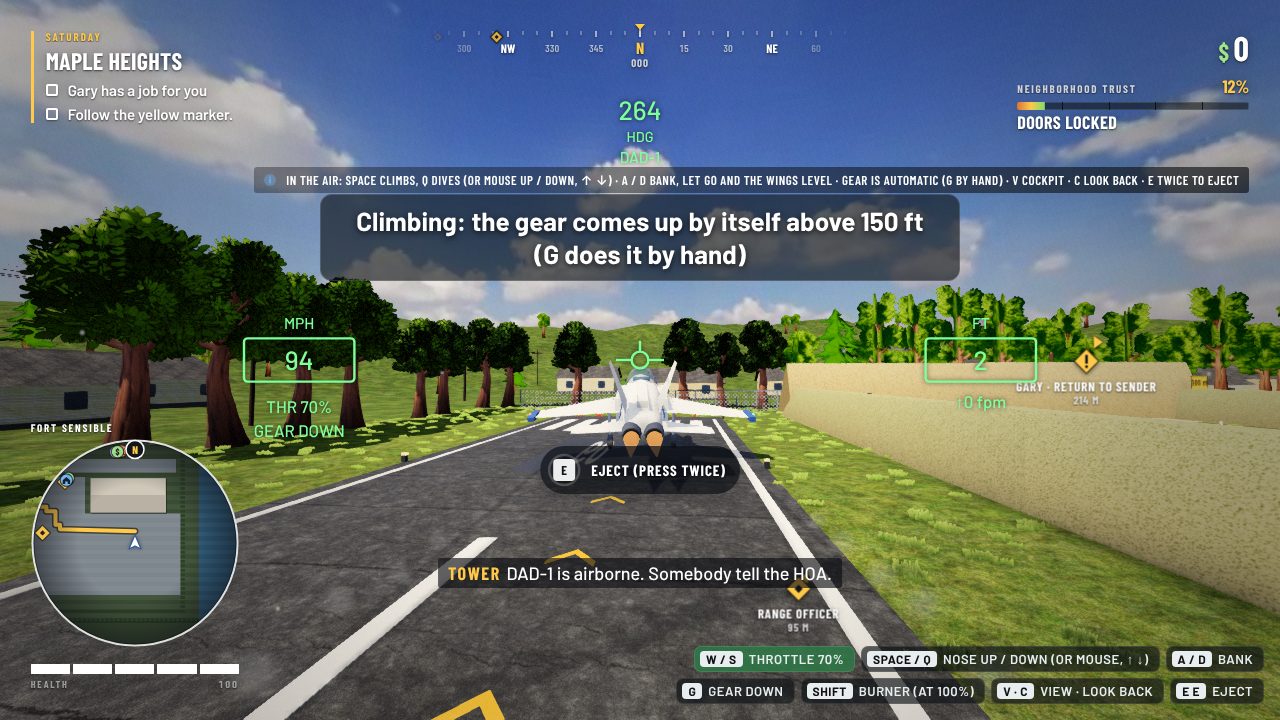 SATURDAY
MAPLE HEIGHTS
Gary has a job for you
Follow the yellow marker.
300 NW 330 345 N 15 30 NE 60
000
$0
NEIGHBORHOOD TRUST 12%
DOORS LOCKED
264
HDG
DAD-1
IN THE AIR: SPACE CLIMBS, Q DIVES (OR MOUSE UP / DOWN, ↑ ↓) · A / D BANK, LET GO AND THE WINGS LEVEL · GEAR IS AUTOMATIC (G BY HAND) · V COCKPIT · C LOOK BACK · E TWICE TO EJECT
Climbing: the gear comes up by itself above 150 ft
(G does it by hand)
MPH
94
THR 70%
GEAR DOWN
FT
2
↑0 fpm
GARY · RETURN TO SENDER
214 M
E EJECT (PRESS TWICE)
FORT SENSIBLE
$ N
TOWER DAD-1 is airborne. Somebody tell the HOA.
RANGE OFFICER
95 M
HEALTH 100
W / S THROTTLE 70% SPACE / Q NOSE UP / DOWN (OR MOUSE, ↑ ↓) A / D BANK
G GEAR DOWN SHIFT BURNER (AT 100%) V · C VIEW · LOOK BACK E E EJECT